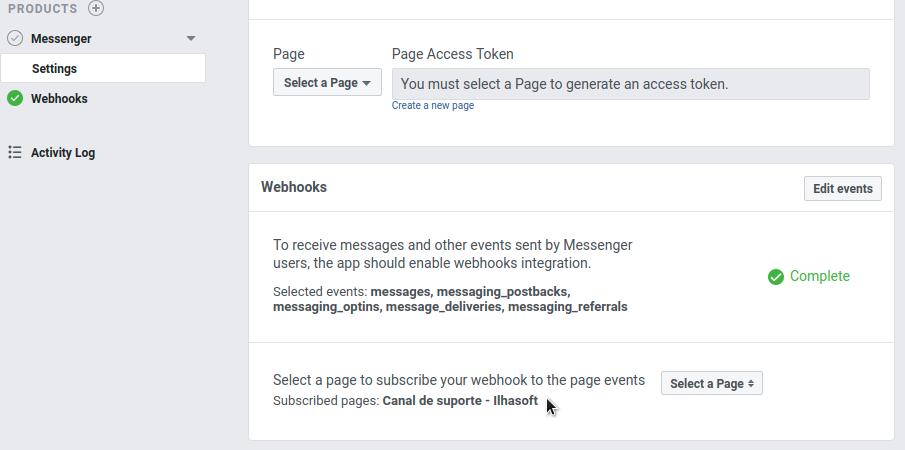 PRODUCTS
Messenger
Settings
Webhooks
Activity Log
Page
Page Access Token
Select a Page
You must select a Page to generate an access token.
Create a new page
Webhooks
Edit events
To receive messages and other events sent by Messenger
users, the app should enable webhooks integration.
Complete
Selected events: messages, messaging_postbacks,
messaging_optins, message_deliveries, messaging_referrals
Select a page to subscribe your webhook to the page events
Select a Page
Subscribed pages: Canal de suporte - Ilhasoft